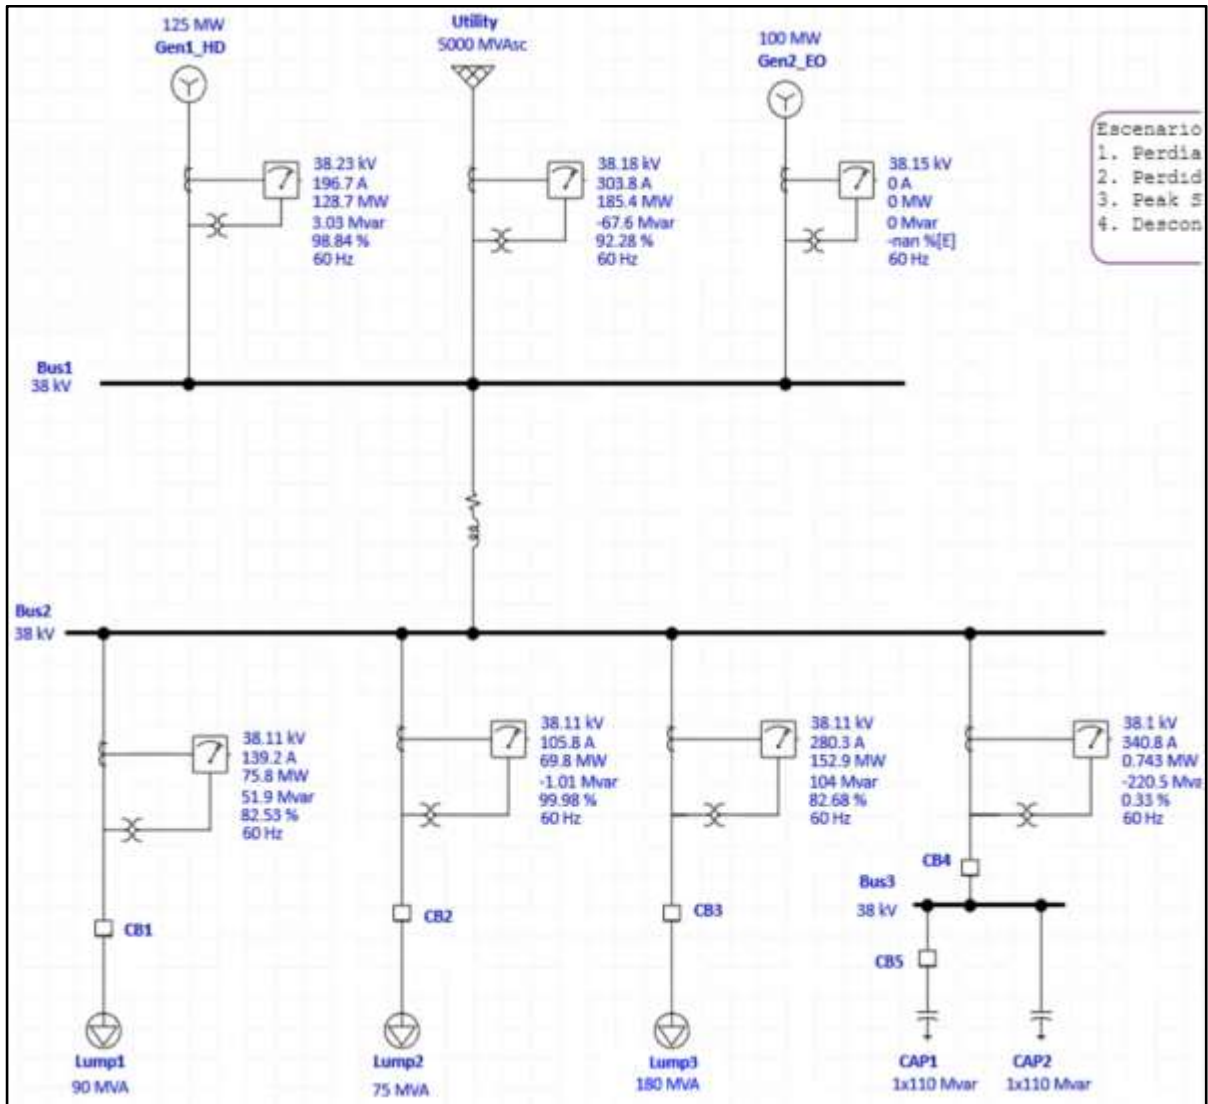 125 MW
Gen1_HD
Utility
5000 MVAsc
100 MW
Gen2_EO
38.23 kV
196.7 A
128.7 MW
3.03 Mvar
98.84 %
60 Hz
38.18 kV
303.8 A
185.4 MW
-67.6 Mvar
92.28 %
60 Hz
38.15 kV
0 A
0 MW
0 Mvar
-nan %[E]
60 Hz
Escenario
1. Perdia
2. Perdid
3. Peak S
4. Descon
Bus1
38 kV
Bus2
38 kV
38.11 kV
139.2 A
75.8 MW
51.9 Mvar
82.53 %
60 Hz
38.11 kV
105.8 A
69.8 MW
-1.01 Mvar
99.98 %
60 Hz
38.11 kV
280.3 A
152.9 MW
104 Mvar
82.68 %
60 Hz
38.1 kV
340.8 A
0.743 MW
-220.5 Mva
0.33 %
60 Hz
CB4
Bus3
38 kV
CB1
CB2
CB3
CB5
Lump1
90 MVA
Lump2
75 MVA
Lump3
180 MVA
CAP1
1x110 Mvar
CAP2
1x110 Mvar